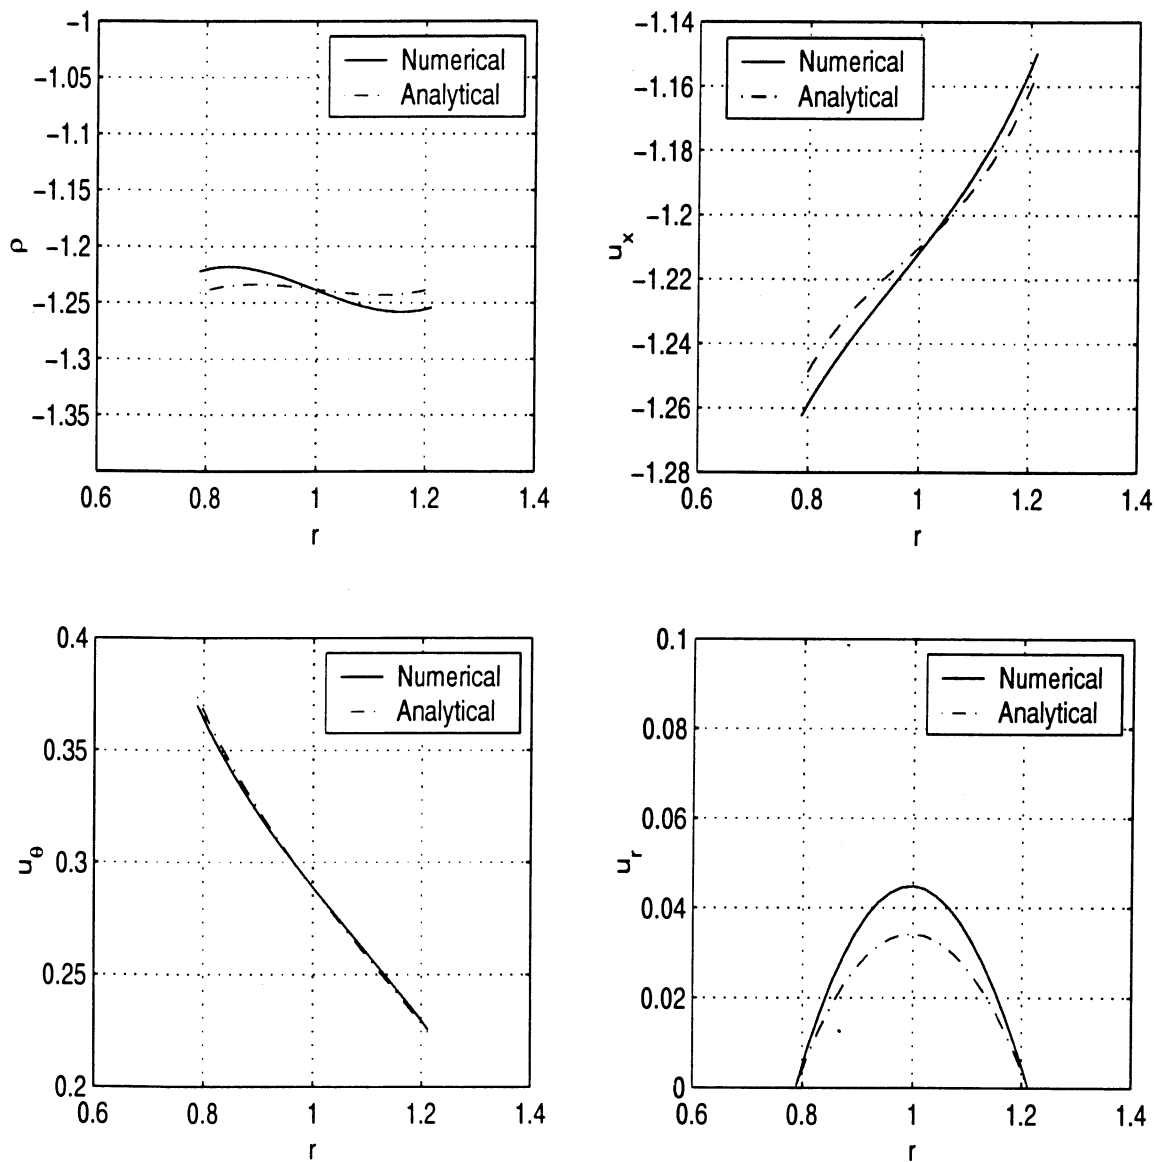 −1
−1.05
−1.1
−1.15
−1.2
−1.25
−1.3
−1.35
ρ
0.6 0.8 1 1.2 1.4
r
Numerical
Analytical
−1.14
−1.16
−1.18
−1.2
−1.22
−1.24
−1.26
−1.28
u_x
0.6 0.8 1 1.2 1.4
r
Numerical
Analytical
0.4
0.35
0.3
0.25
0.2
u_θ
0.6 0.8 1 1.2 1.4
r
Numerical
Analytical
0.1
0.08
0.06
0.04
0.02
0
u_r
0.6 0.8 1 1.2 1.4
r
Numerical
Analytical